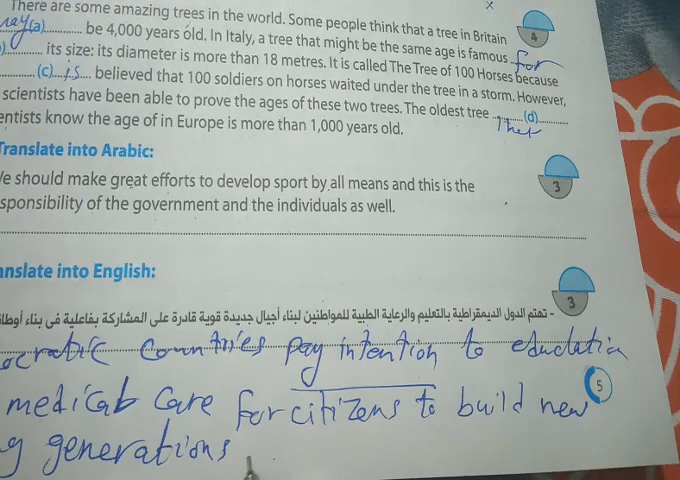 There are some amazing trees in the world. Some people think that a tree in Britain
may (a) ............ be 4,000 years old. In Italy, a tree that might be the same age is famous for
4
............ its size: its diameter is more than 18 metres. It is called The Tree of 100 Horses because
............ (c) is .... believed that 100 soldiers on horses waited under the tree in a storm. However,
scientists have been able to prove the ages of these two trees. The oldest tree ............ (d) ............
entists know the age of in Europe is more than 1,000 years old. That
Translate into Arabic:
3
e should make great efforts to develop sport by all means and this is the
sponsibility of the government and the individuals as well.
anslate into English:
3
- تهتم الدول الديمقراطية بالتعليم والرعاية الطبية للمواطنين لبناء أجيال جديدة قوية قادرة على المشاركة بفاعلية فى بناء أوطا
ocratic countries pay intention to eductation
5
medical care for citizens to build new
g generations